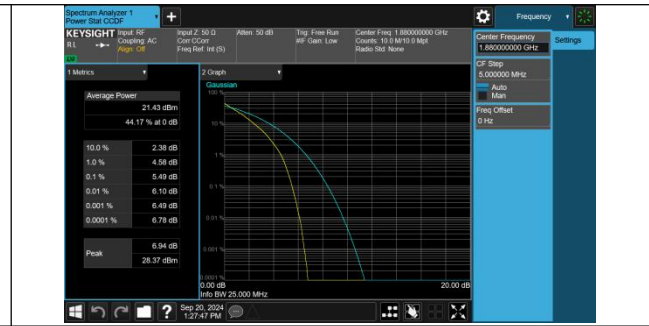 Spectrum Analyzer 1
Power Stat CCDF
+
Frequency
KEYSIGHT
RL
Input: RF
Coupling: AC
Align: Off
Input Z: 50 Ω
Corr CCorr
Freq Ref: Int (S)
Atten: 50 dB
Trig: Free Run
#IF Gain: Low
Center Freq: 1.880000000 GHz
Counts: 10.0 M/10.0 Mpt
Radio Std: None
Center Frequency
1.880000000 GHz
Settings
CF Step
5.000000 MHz
Auto
Man
Freq Offset
0 Hz
1 Metrics
2 Graph
Gaussian
Average Power
21.43 dBm
44.17 % at 0 dB
10.0 % 2.38 dB
1.0 % 4.58 dB
0.1 % 5.49 dB
0.01 % 6.10 dB
0.001 % 6.49 dB
0.0001 % 6.78 dB
Peak
6.94 dB
28.37 dBm
100 %
10 %
1 %
0.1 %
0.01 %
0.001 %
0.0001 %
0.00 dB
20.00 dB
Info BW 25.000 MHz
?
Sep 20, 2024
1:27:47 PM